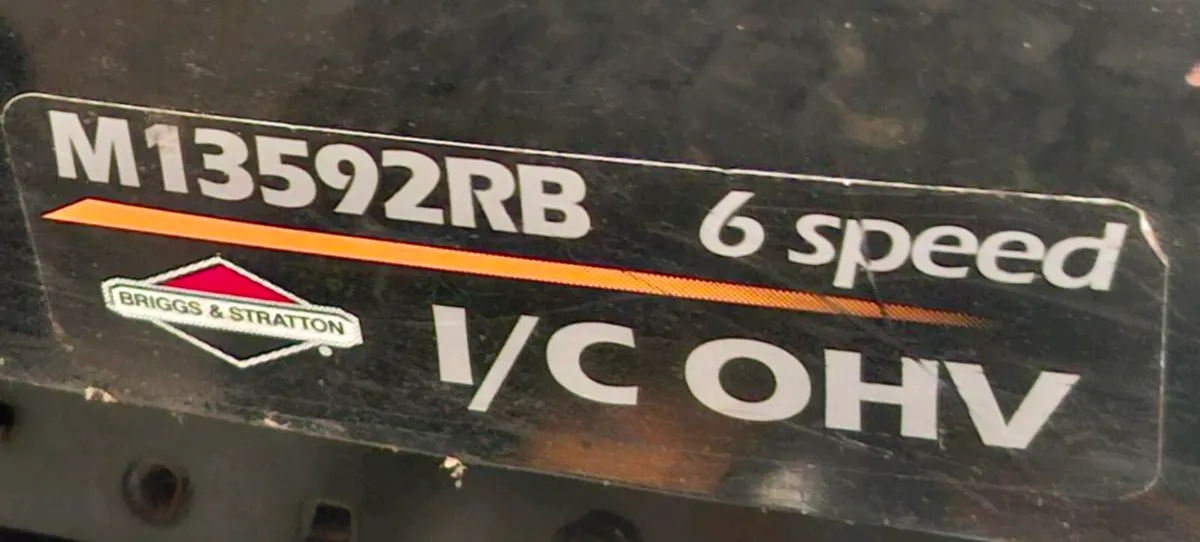 M13592RB 6 speed
BRIGGS & STRATTON
I/C OHV